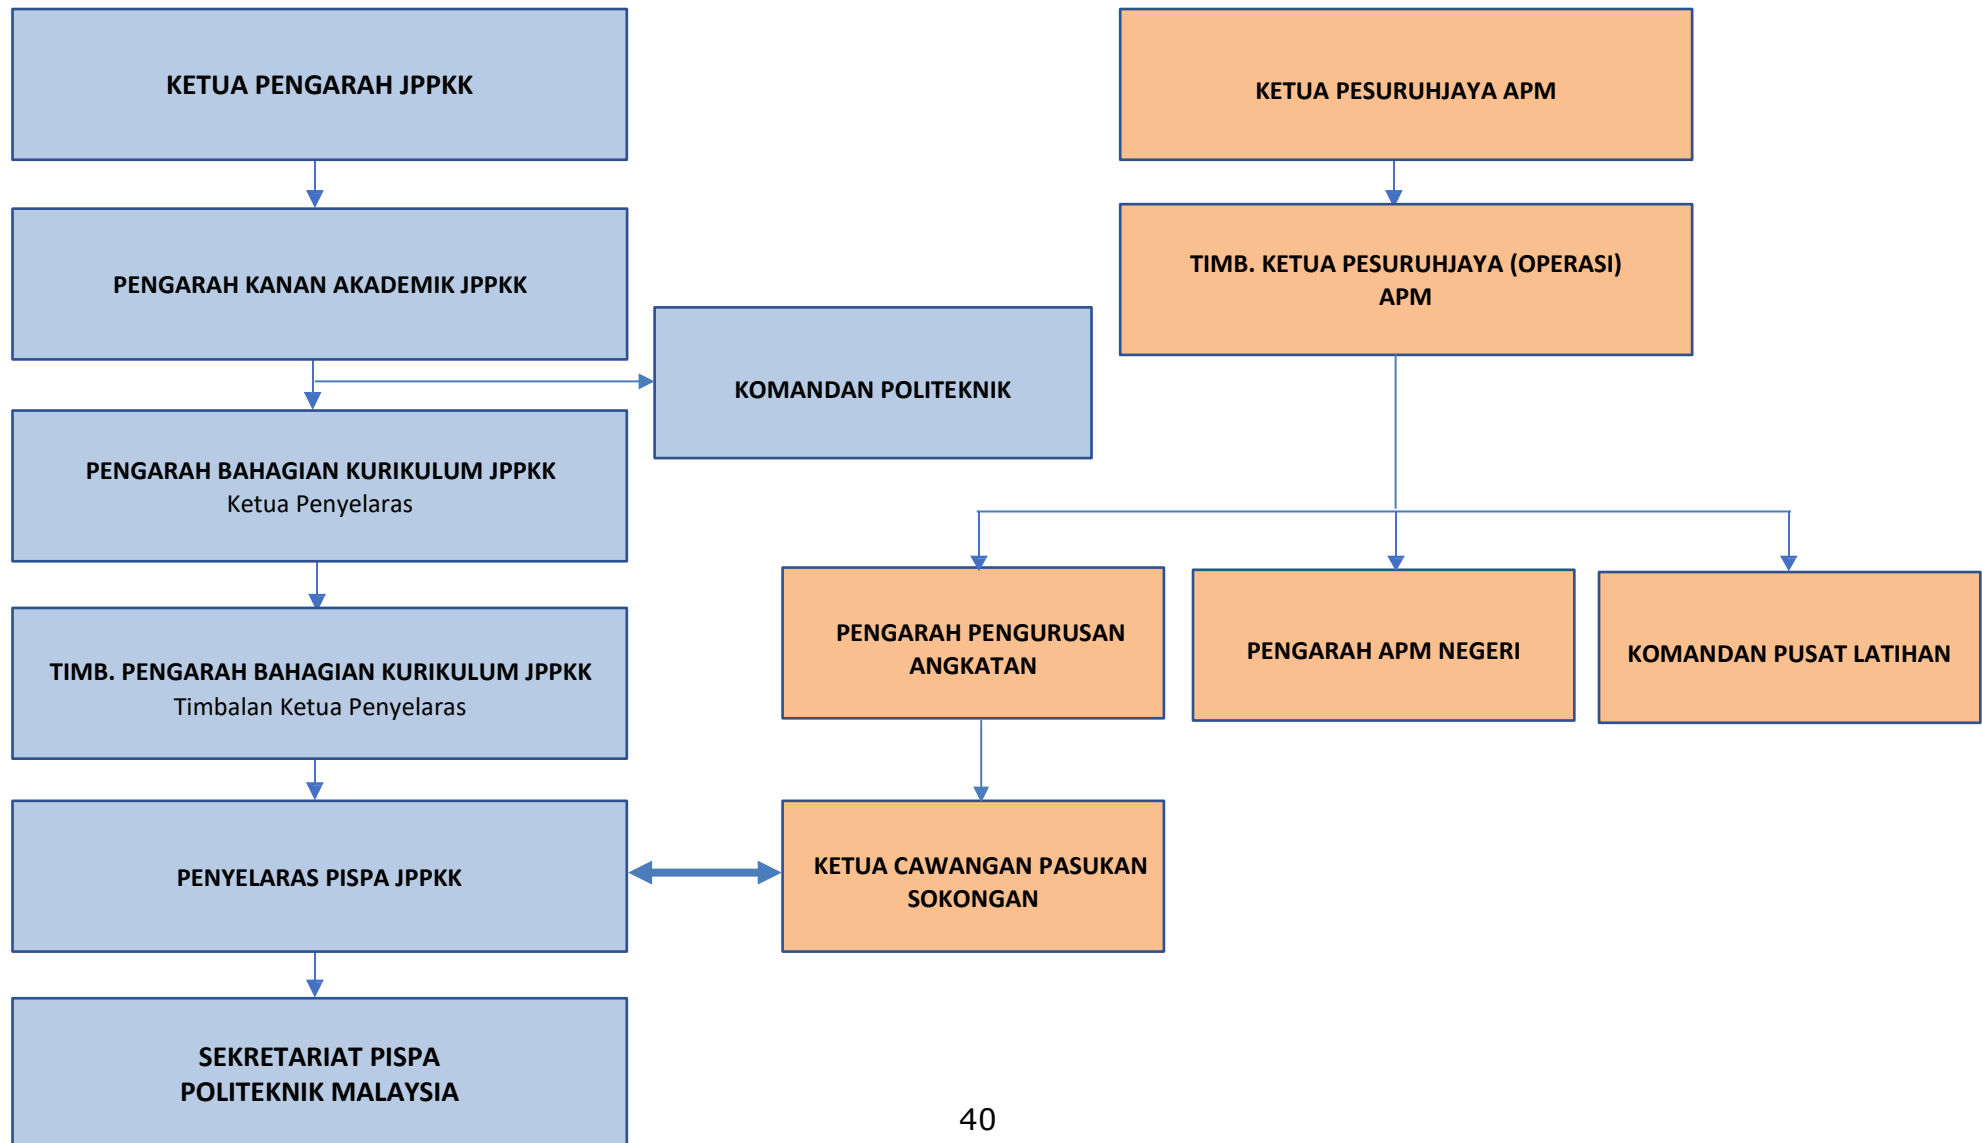 KETUA PENGARAH JPPKK
KETUA PESURUHJAYA APM
PENGARAH KANAN AKADEMIK JPPKK
TIMB. KETUA PESURUHJAYA (OPERASI)
APM
KOMANDAN POLITEKNIK
PENGARAH BAHAGIAN KURIKULUM JPPKK
Ketua Penyelaras
TIMB. PENGARAH BAHAGIAN KURIKULUM JPPKK
Timbalan Ketua Penyelaras
PENGARAH PENGURUSAN
ANGKATAN
PENGARAH APM NEGERI
KOMANDAN PUSAT LATIHAN
PENYELARAS PISPA JPPKK
KETUA CAWANGAN PASUKAN
SOKONGAN
SEKRETARIAT PISPA
POLITEKNIK MALAYSIA
40